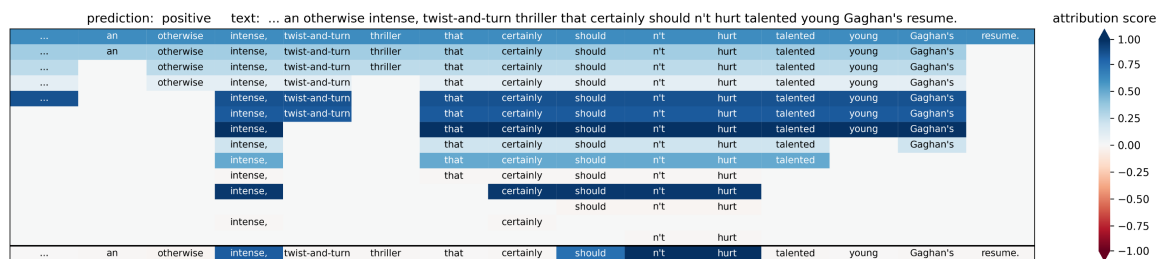 prediction: positive text: ... an otherwise intense, twist-and-turn thriller that certainly should n't hurt talented young Gaghan's resume.
attribution score
... an otherwise intense, twist-and-turn thriller that certainly should n't hurt talented young Gaghan's resume.
... an otherwise intense, twist-and-turn thriller that certainly should n't hurt talented young Gaghan's
... otherwise intense, twist-and-turn thriller that certainly should n't hurt talented young Gaghan's
... otherwise intense, twist-and-turn that certainly should n't hurt talented young Gaghan's
... intense, twist-and-turn that certainly should n't hurt talented young Gaghan's
intense, twist-and-turn that certainly should n't hurt talented young Gaghan's
intense, that certainly should n't hurt talented young Gaghan's
intense, that certainly should n't hurt talented Gaghan's
intense, that certainly should n't hurt talented
intense, that certainly should n't hurt
intense, certainly should n't hurt
should n't hurt
intense, certainly
n't hurt
... an otherwise intense, twist-and-turn thriller that certainly should n't hurt talented young Gaghan's resume.
1.00
0.75
0.50
0.25
0.00
−0.25
−0.50
−0.75
−1.00